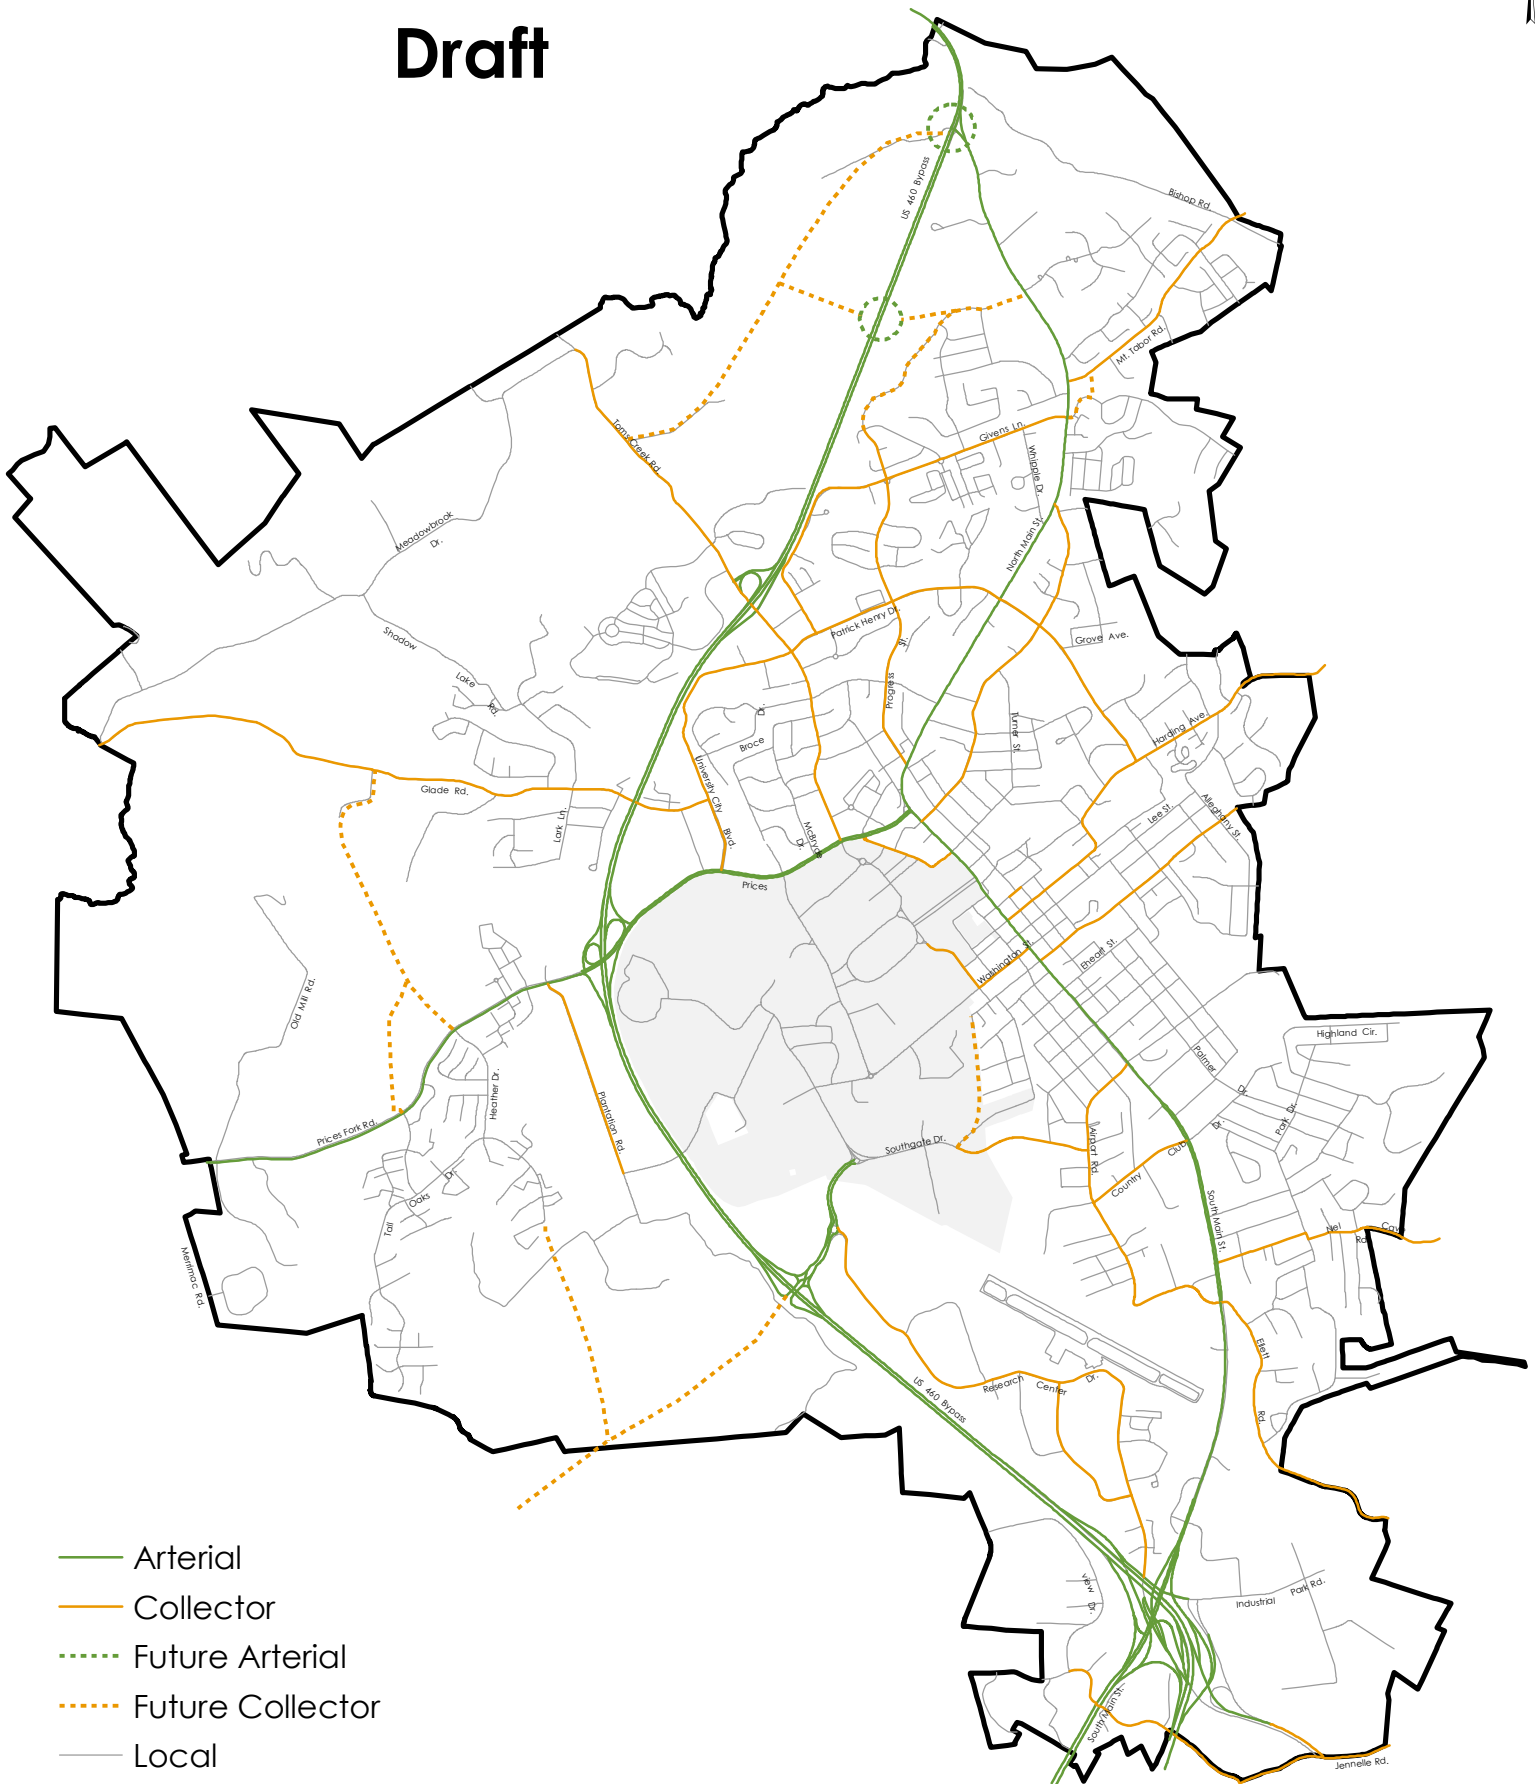 Draft
US 460 Bypass
Bishop Rd.
Mt. Tabor Rd.
Toms Creek Rd.
Givens Ln.
Whipple Dr.
North Main St.
Meadowbrook
Dr.
Patrick Henry Dr.
St.
Progress
Grove Ave.
Shadow
Lake
Rd.
Dr.
Broce
Turner St.
Harding Ave.
University City
Blvd.
Glade Rd.
Lark Ln.
McBryde
Dr.
Lee St.
Alleghany St.
Prices
Washington St.
Eheart St.
Old Mill Rd.
Highland Cir.
Palmer
Dr.
Park Dr.
Dr.
Heather Dr.
Plantation Rd.
Prices Fork Rd.
Southgate Dr.
Airport Rd.
Club
Country
Oaks
Dr.
Tall
South Main St.
Nel
Cav
Rd.
Merrimac Rd.
Ellett
Rd.
Research
Center
Dr.
US 460 Bypass
view Dr.
Industrial
Park Rd.
South Main St.
Jennelle Rd.
Arterial
Collector
Future Arterial
Future Collector
Local